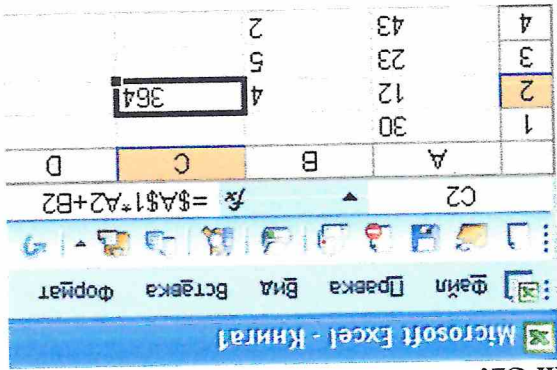 Microsoft Excel - Книга1
Файл Правка Вид Вставка Формат
C2 fx =$A$1*A2+B2
A B C D
1 30
2 12 4 364
3 23 5
4 43 2